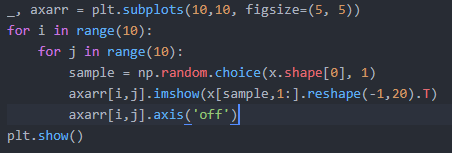 _, axarr = plt.subplots(10,10, figsize=(5, 5))
for i in range(10):
    for j in range(10):
        sample = np.random.choice(x.shape[0], 1)
        axarr[i,j].imshow(x[sample,1:].reshape(-1,20).T)
        axarr[i,j].axis('off')
plt.show()